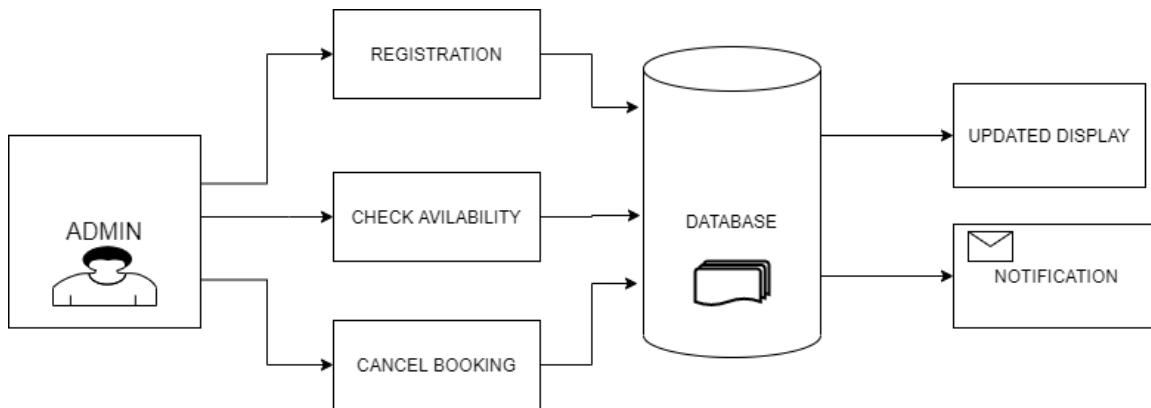 REGISTRATION
ADMIN
CHECK AVILABILITY
CANCEL BOOKING
DATABASE
UPDATED DISPLAY
NOTIFICATION